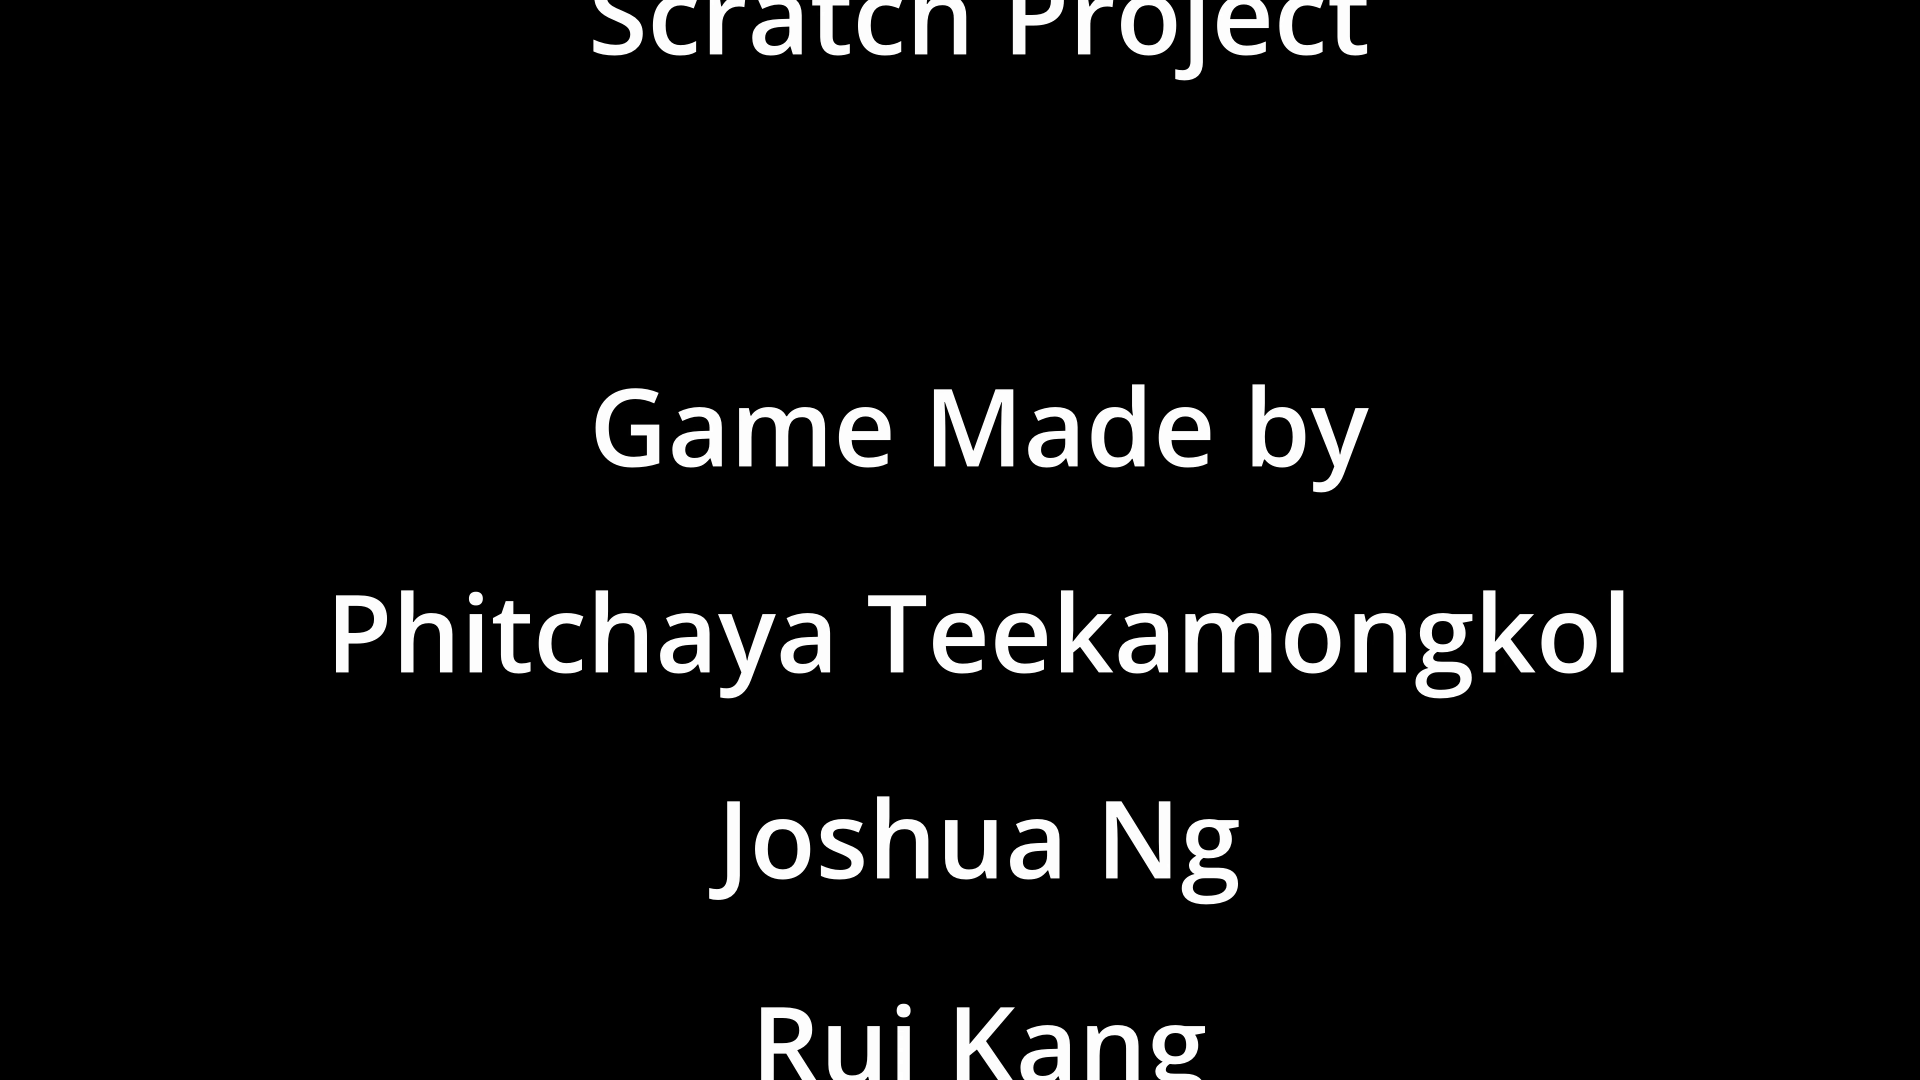 Scratch Project
Game Made by
Phitchaya Teekamongkol
Joshua Ng
Rui Kang